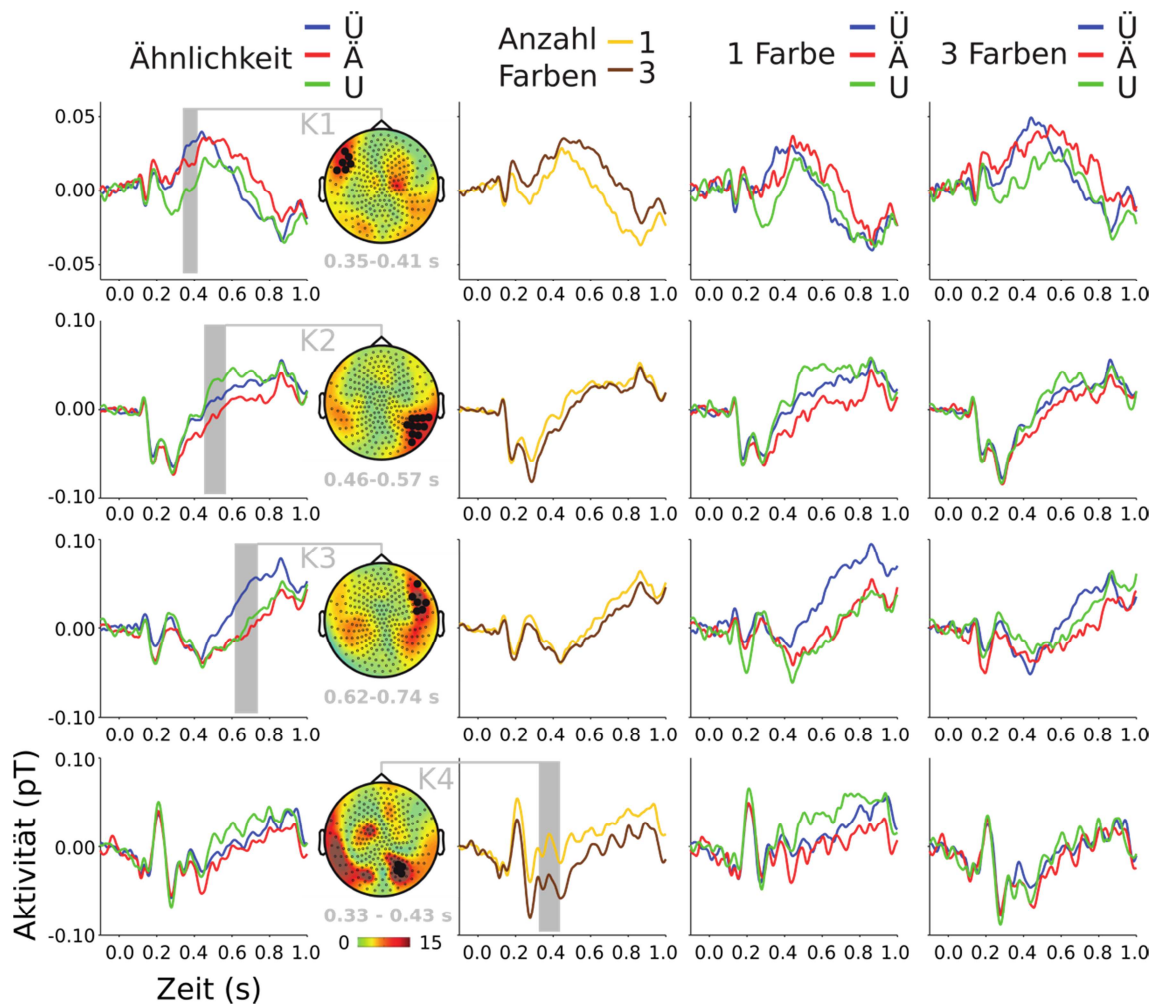 Ähnlichkeit
Ü
Ä
U
Anzahl 1
Farben 3
1 Farbe
Ü
Ä
U
3 Farben
Ü
Ä
U
0.05
0.00
-0.05
K1
0.35-0.41 s
0.0 0.2 0.4 0.6 0.8 1.0
0.0 0.2 0.4 0.6 0.8 1.0
0.0 0.2 0.4 0.6 0.8 1.0
0.0 0.2 0.4 0.6 0.8 1.0
0.10
0.00
-0.10
K2
0.46-0.57 s
0.0 0.2 0.4 0.6 0.8 1.0
0.0 0.2 0.4 0.6 0.8 1.0
0.0 0.2 0.4 0.6 0.8 1.0
0.0 0.2 0.4 0.6 0.8 1.0
0.10
0.00
-0.10
K3
0.62-0.74 s
0.0 0.2 0.4 0.6 0.8 1.0
0.0 0.2 0.4 0.6 0.8 1.0
0.0 0.2 0.4 0.6 0.8 1.0
0.0 0.2 0.4 0.6 0.8 1.0
Aktivität (pT)
0.10
0.00
-0.10
K4
0.33 - 0.43 s
0 15
0.0 0.2 0.4 0.6 0.8 1.0
0.0 0.2 0.4 0.6 0.8 1.0
0.0 0.2 0.4 0.6 0.8 1.0
0.0 0.2 0.4 0.6 0.8 1.0
Zeit (s)